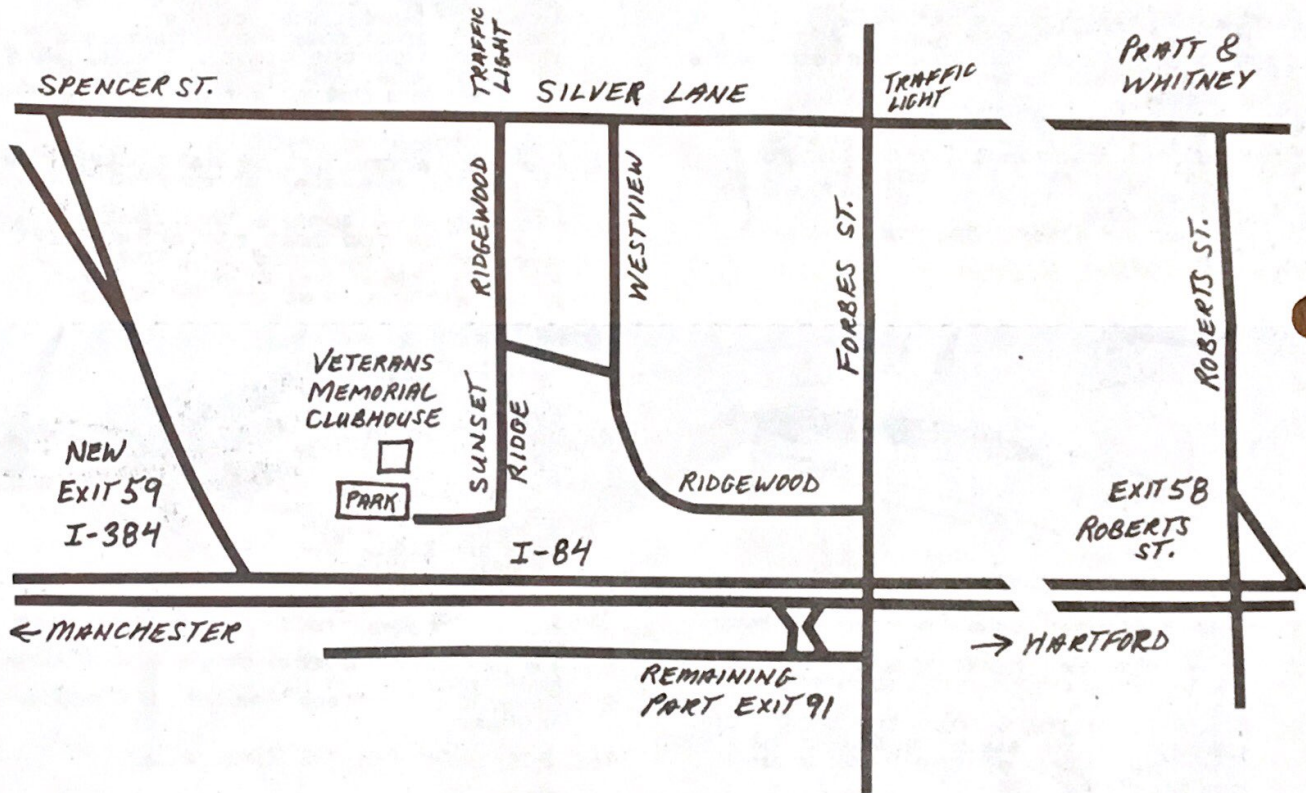 TRAFFIC
LIGHT
PRATT &
WHITNEY
SPENCER ST.
SILVER LANE
TRAFFIC
LIGHT
RIDGEWOOD
WESTVIEW
FORBES ST.
ROBERTS ST.
VETERANS
MEMORIAL
CLUBHOUSE
SUNSET
RIDGE
NEW
EXIT 59
I-384
PARK
RIDGEWOOD
EXIT 58
ROBERTS
ST.
I-84
← MANCHESTER
→ HARTFORD
REMAINING
PART EXIT 91